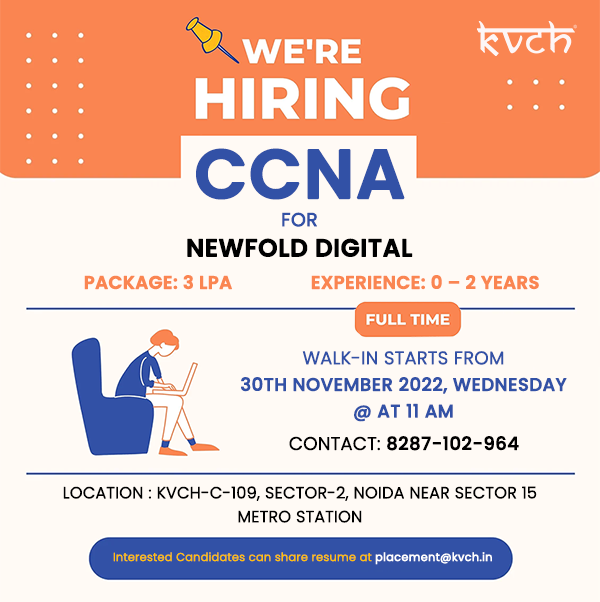 kvch®
WE'RE
HIRING
CCNA
FOR
NEWFOLD DIGITAL
PACKAGE: 3 LPA
EXPERIENCE: 0 – 2 YEARS
FULL TIME
WALK-IN STARTS FROM
30TH NOVEMBER 2022, WEDNESDAY
@ AT 11 AM
CONTACT: 8287-102-964
LOCATION : KVCH-C-109, SECTOR-2, NOIDA NEAR SECTOR 15
METRO STATION
Interested Candidates can share resume at placement@kvch.in